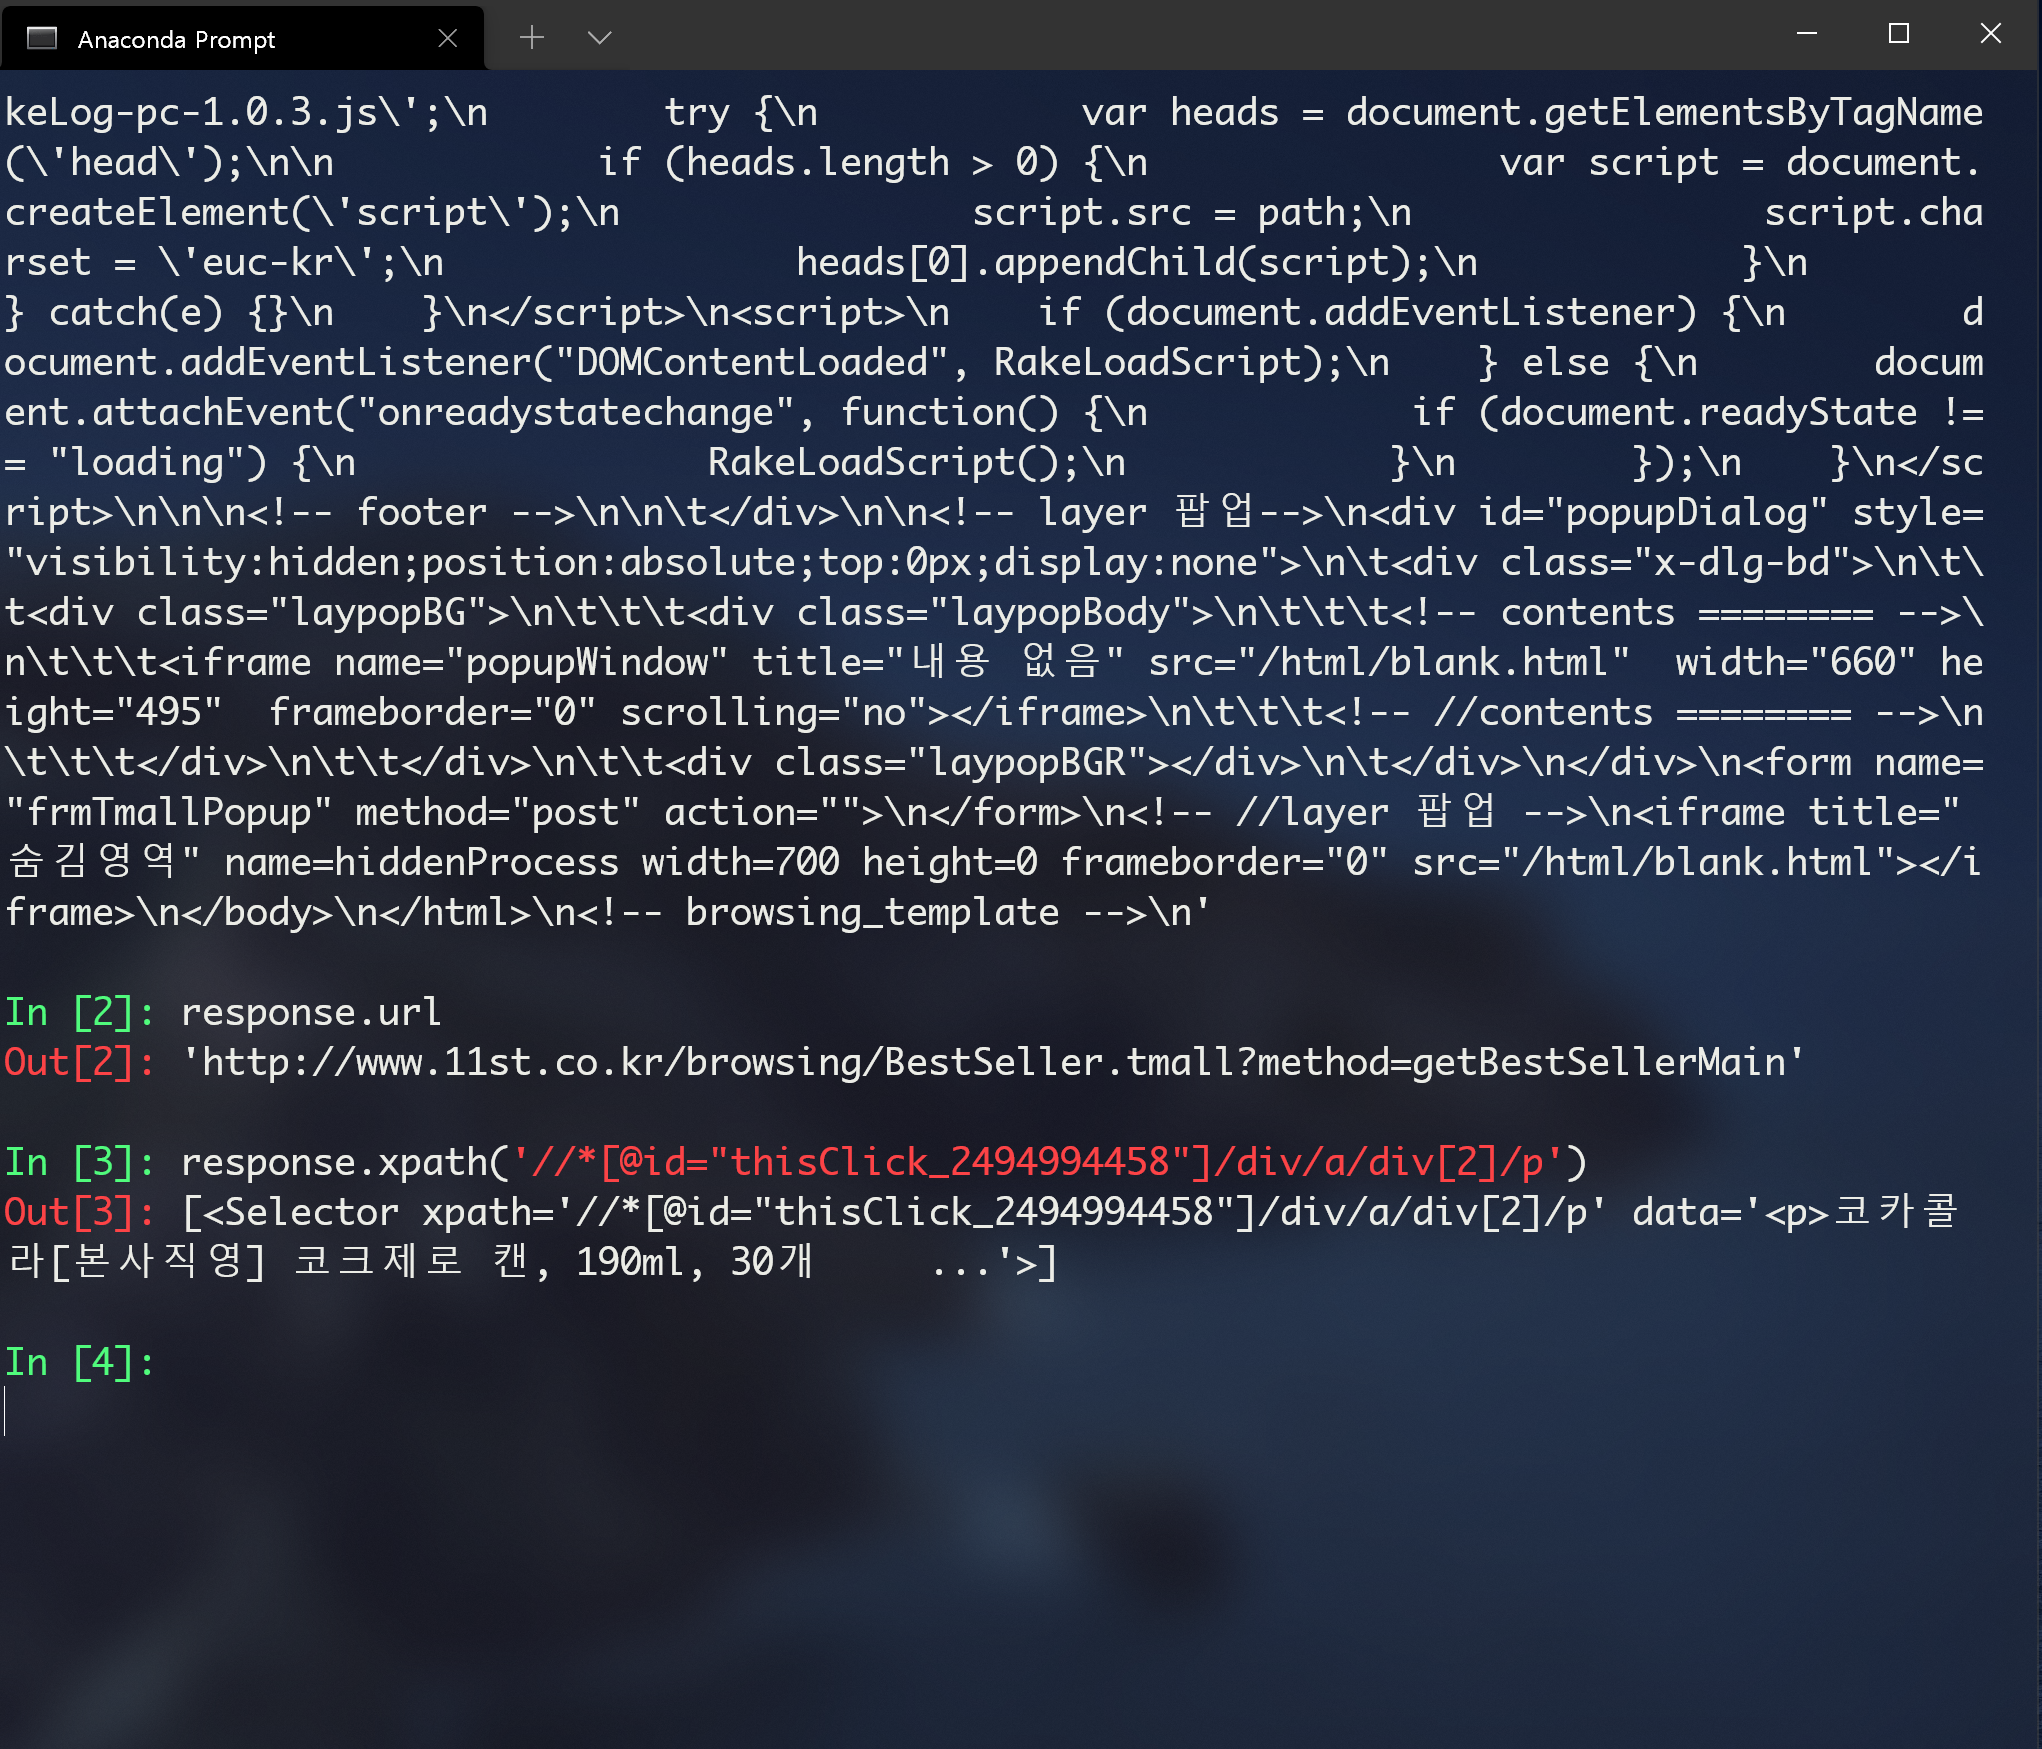 Anaconda Prompt
keLog-pc-1.0.3.js\';\n        try {\n            var heads = document.getElementsByTagName
(\'head\');\n\n            if (heads.length > 0) {\n                var script = document.
createElement(\'script\');\n                script.src = path;\n                script.cha
rset = \'euc-kr\';\n                heads[0].appendChild(script);\n            }\n
} catch(e) {}\n    }\n</script>\n<script>\n    if (document.addEventListener) {\n        d
ocument.addEventListener("DOMContentLoaded", RakeLoadScript);\n    } else {\n        docum
ent.attachEvent("onreadystatechange", function() {\n            if (document.readyState !=
= "loading") {\n                RakeLoadScript();\n            }\n        });\n    }\n</sc
ript>\n\n\n<!-- footer -->\n\n\t</div>\n\n<!-- layer 팝업-->\n<div id="popupDialog" style=
"visibility:hidden;position:absolute;top:0px;display:none">\n\t<div class="x-dlg-bd">\n\t\
t<div class="laypopBG">\n\t\t\t<div class="laypopBody">\n\t\t\t<!-- contents ======== -->\
n\t\t\t<iframe name="popupWindow" title="내용 없음" src="/html/blank.html"  width="660" he
ight="495"  frameborder="0" scrolling="no"></iframe>\n\t\t\t<!-- //contents ======== -->\n
\t\t\t</div>\n\t\t</div>\n\t\t<div class="laypopBGR"></div>\n\t</div>\n</div>\n<form name=
"frmTmallPopup" method="post" action="">\n</form>\n<!-- //layer 팝업 -->\n<iframe title="
숨김영역" name=hiddenProcess width=700 height=0 frameborder="0" src="/html/blank.html"></i
frame>\n</body>\n</html>\n<!-- browsing_template -->\n'
In [2]: response.url
Out[2]: 'http://www.11st.co.kr/browsing/BestSeller.tmall?method=getBestSellerMain'
In [3]: response.xpath('//*[@id="thisClick_2494994458"]/div/a/div[2]/p')
Out[3]: [<Selector xpath='//*[@id="thisClick_2494994458"]/div/a/div[2]/p' data='<p>코카콜
라[본사직영] 코크제로 캔, 190ml, 30개     ...'>]
In [4]: